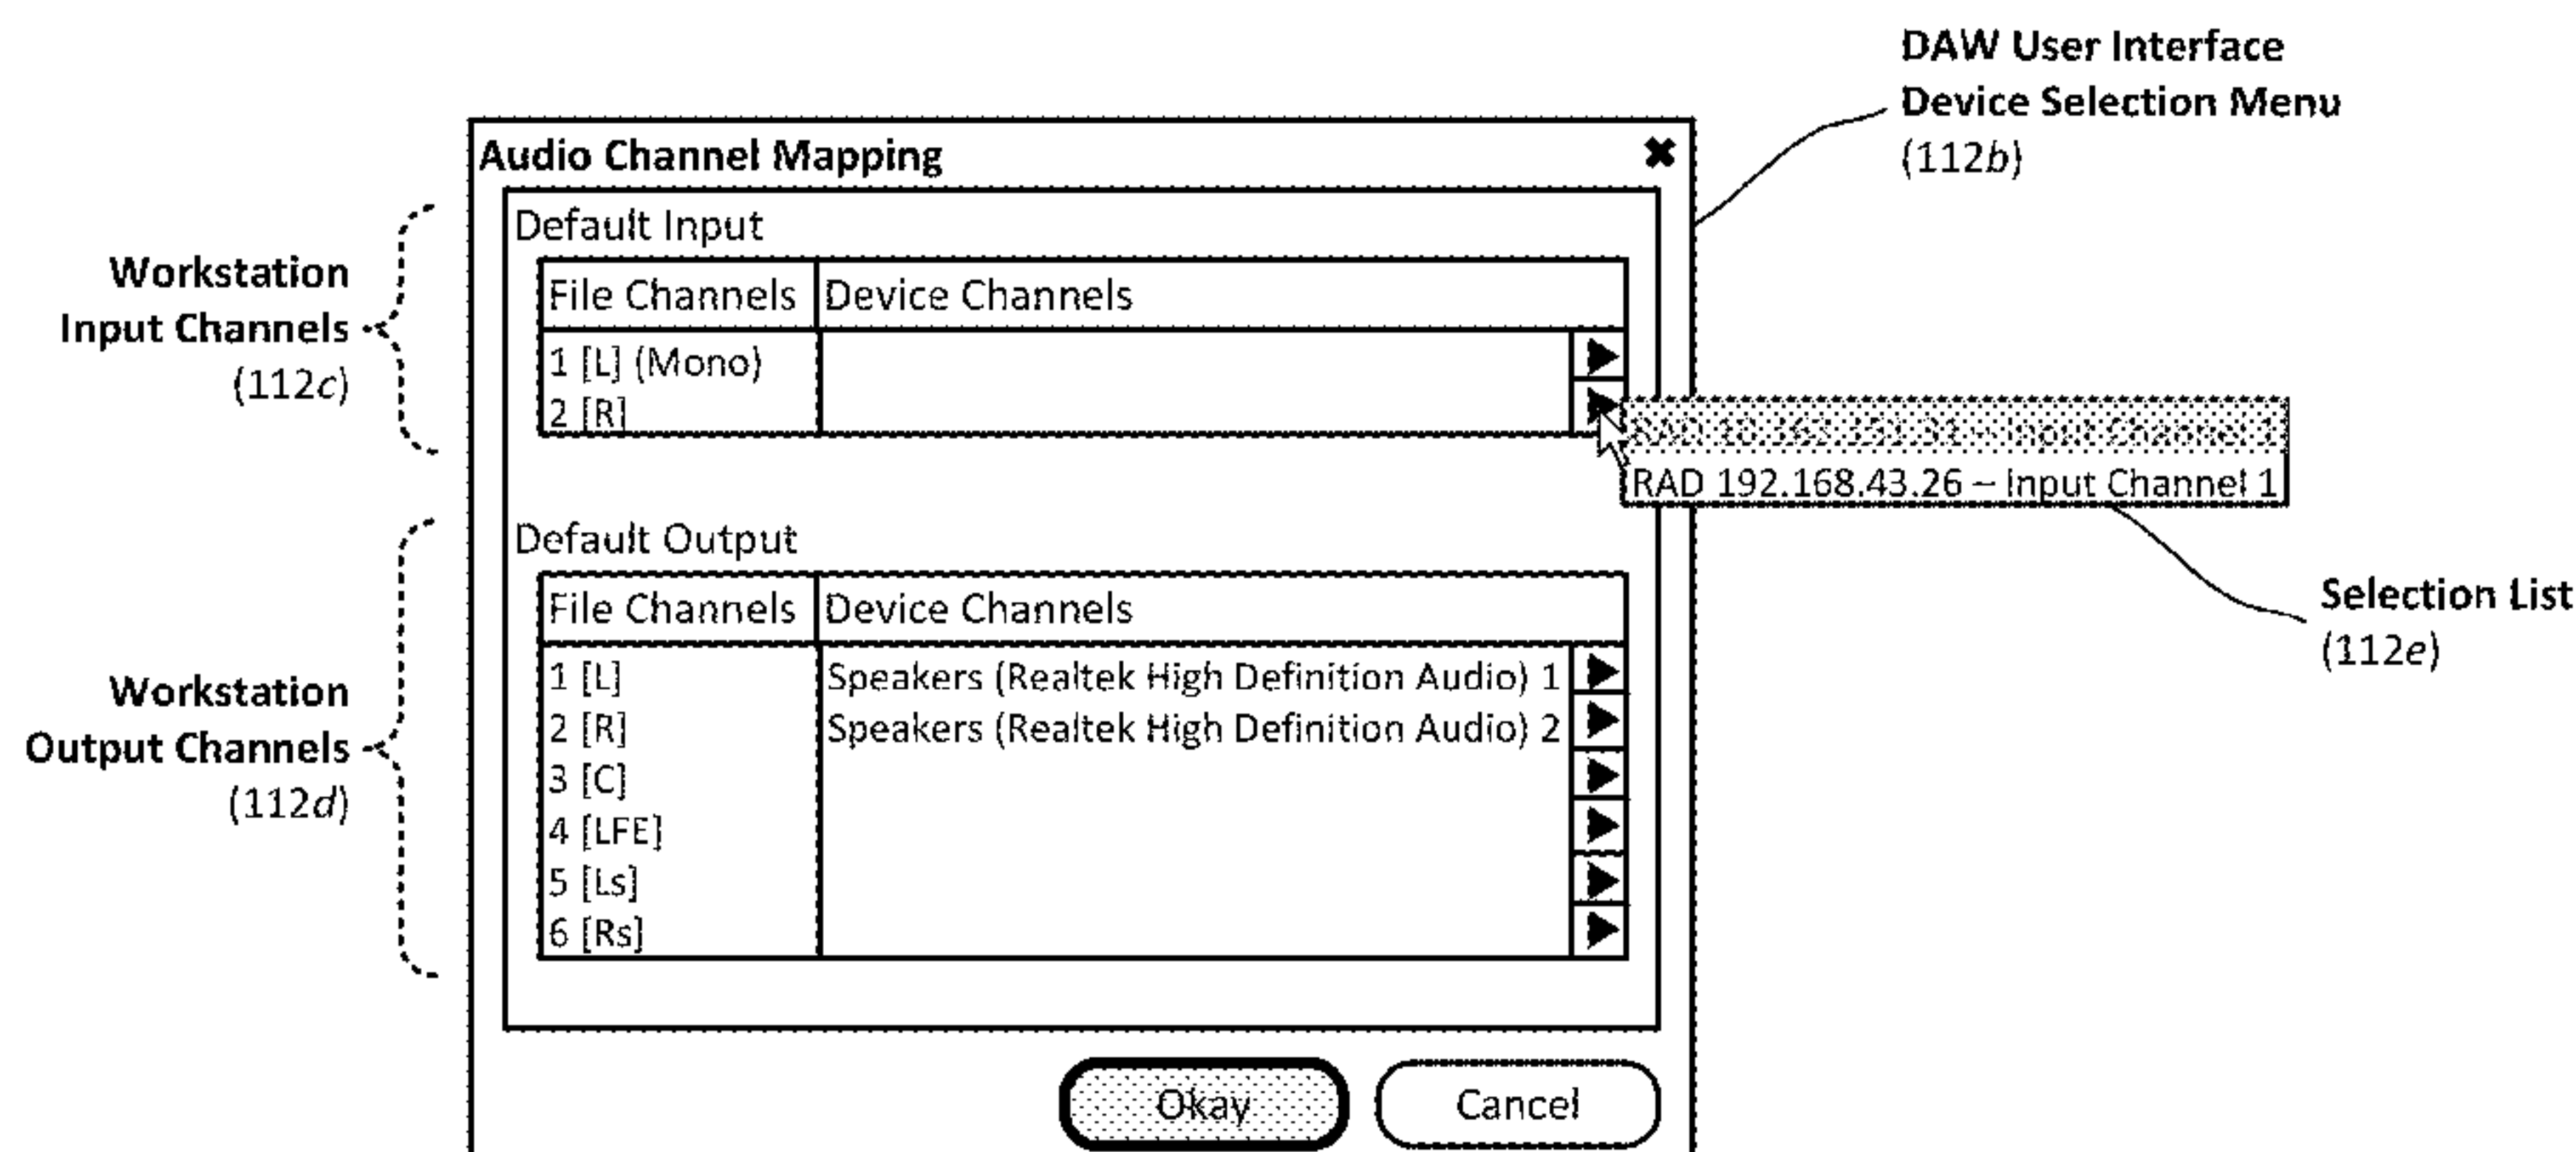 DAW User Interface
Device Selection Menu
(112b)
Audio Channel Mapping
Default Input
Workstation
Input Channels
(112c)
File Channels Device Channels
1 [L] (Mono)
2 [R]
Input Channel 1
RAD 192.168.43.26 – Input Channel 1
Selection List
(112e)
Default Output
Workstation
Output Channels
(112d)
File Channels Device Channels
1 [L] Speakers (Realtek High Definition Audio) 1
2 [R] Speakers (Realtek High Definition Audio) 2
3 [C]
4 [LFE]
5 [Ls]
6 [Rs]
Okay Cancel